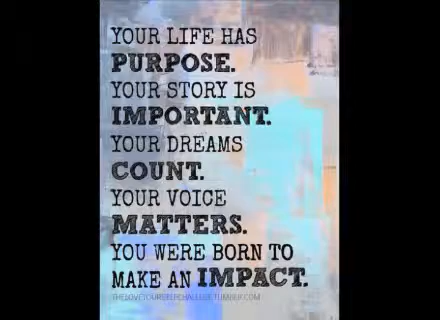 YOUR LIFE HAS
PURPOSE.
YOUR STORY IS
IMPORTANT.
YOUR DREAMS
COUNT.
YOUR VOICE
MATTERS.
YOU WERE BORN TO
MAKE AN IMPACT.
THELOVEYOURSELFCHALLENGE.TUMBLR.COM